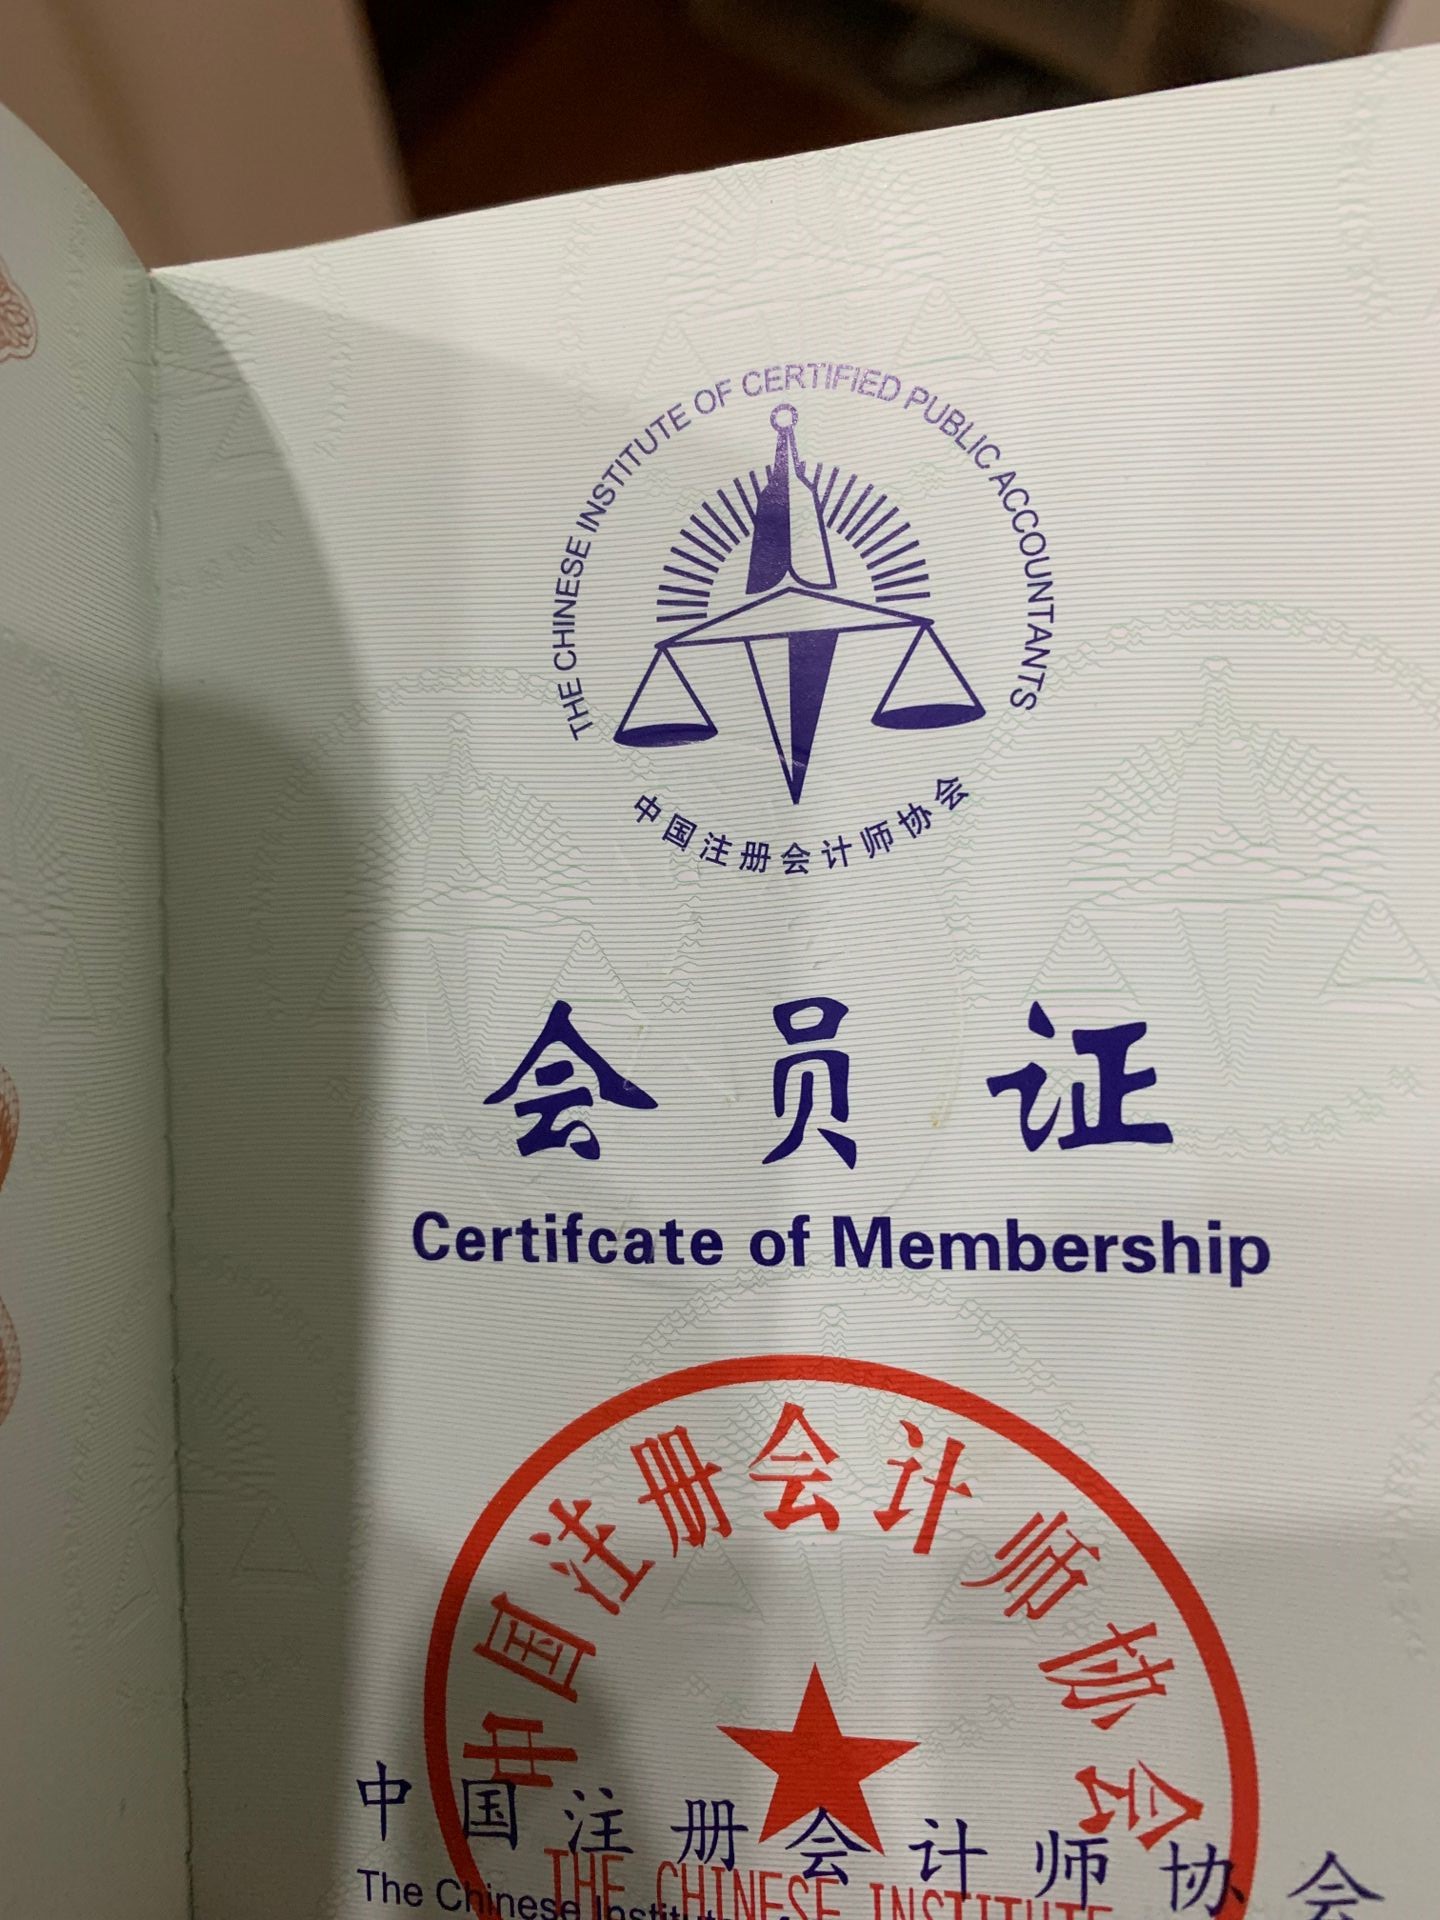 THE CHINESE INSTITUTE OF CERTIFIED PUBLIC ACCOUNTANTS
中国注册会计师协会
会员证
Certifcate of Membership
中国注册会计师协会
中国注册会计师协会
The Chinese
THE CHINESE INSTITUTE